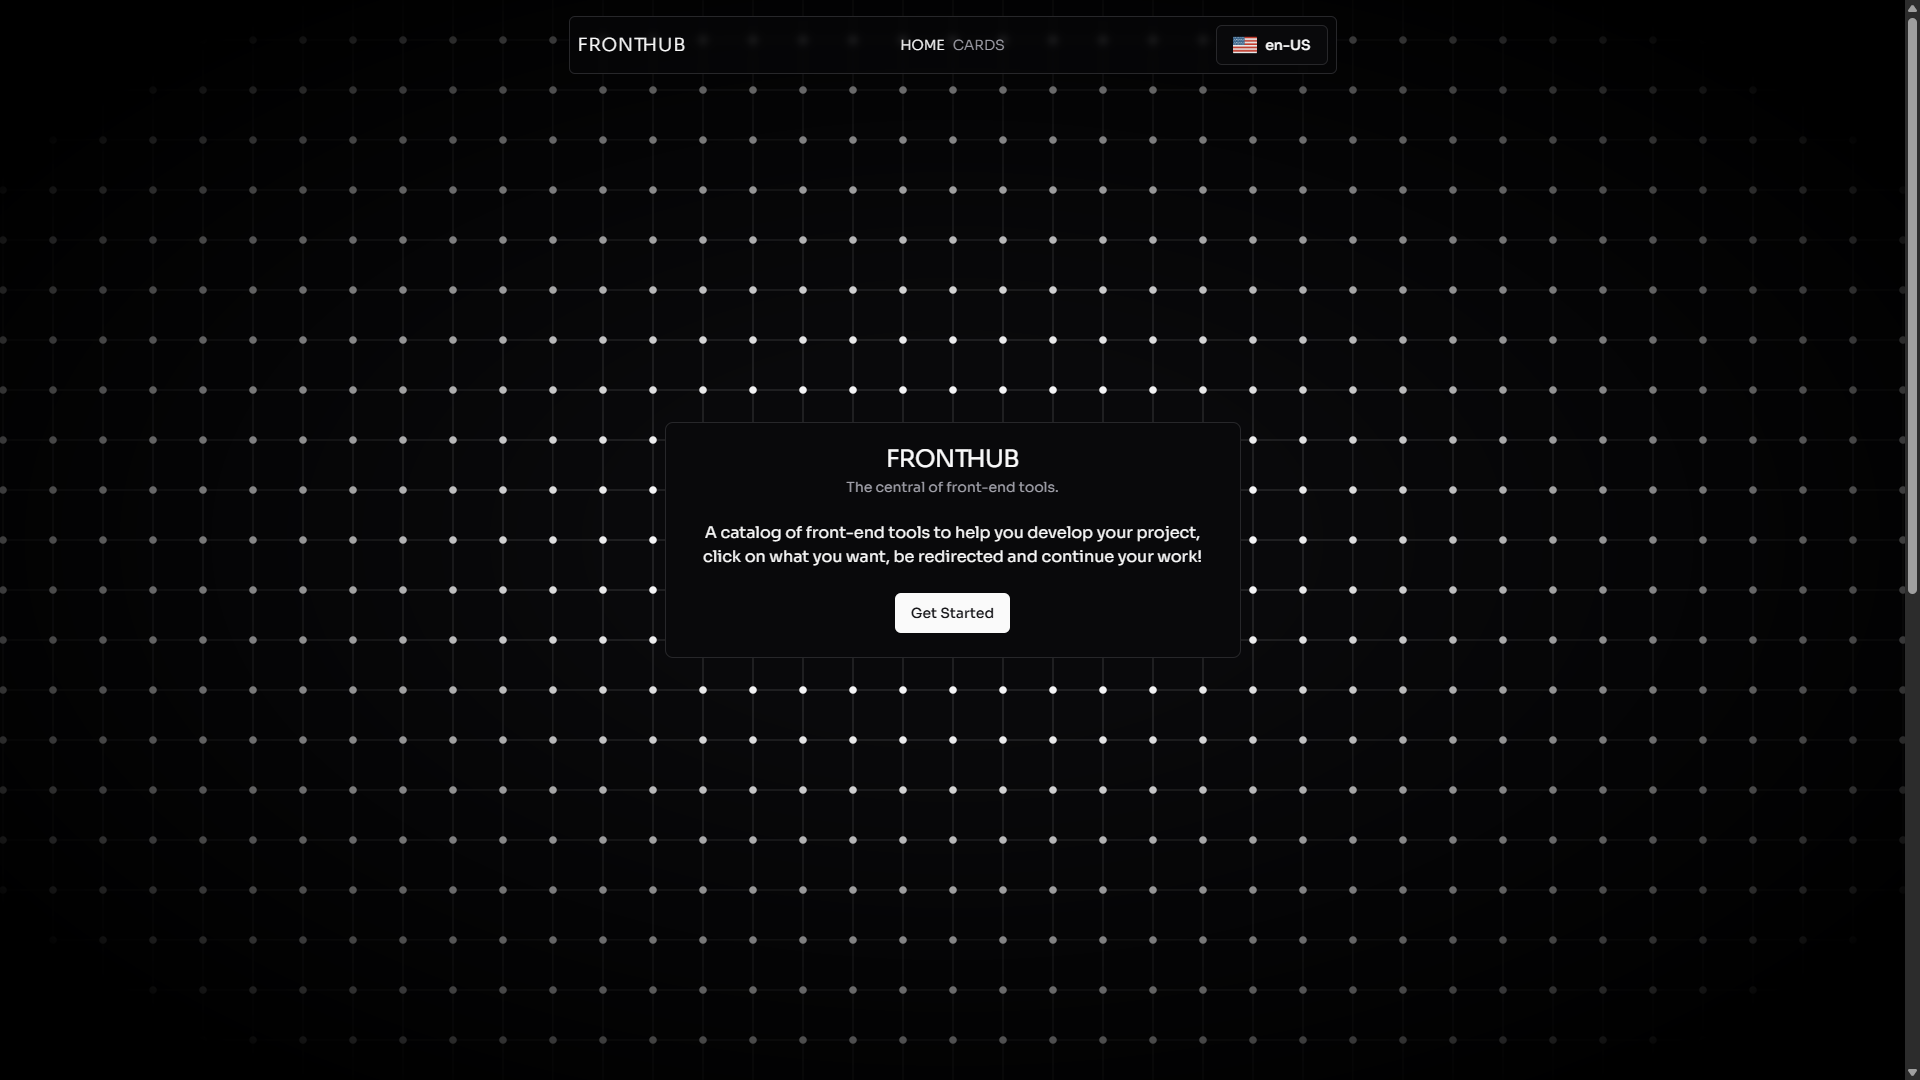 FRONTHUB
HOME CARDS
en-US
FRONTHUB
The central of front-end tools.
A catalog of front-end tools to help you develop your project,
click on what you want, be redirected and continue your work!
Get Started